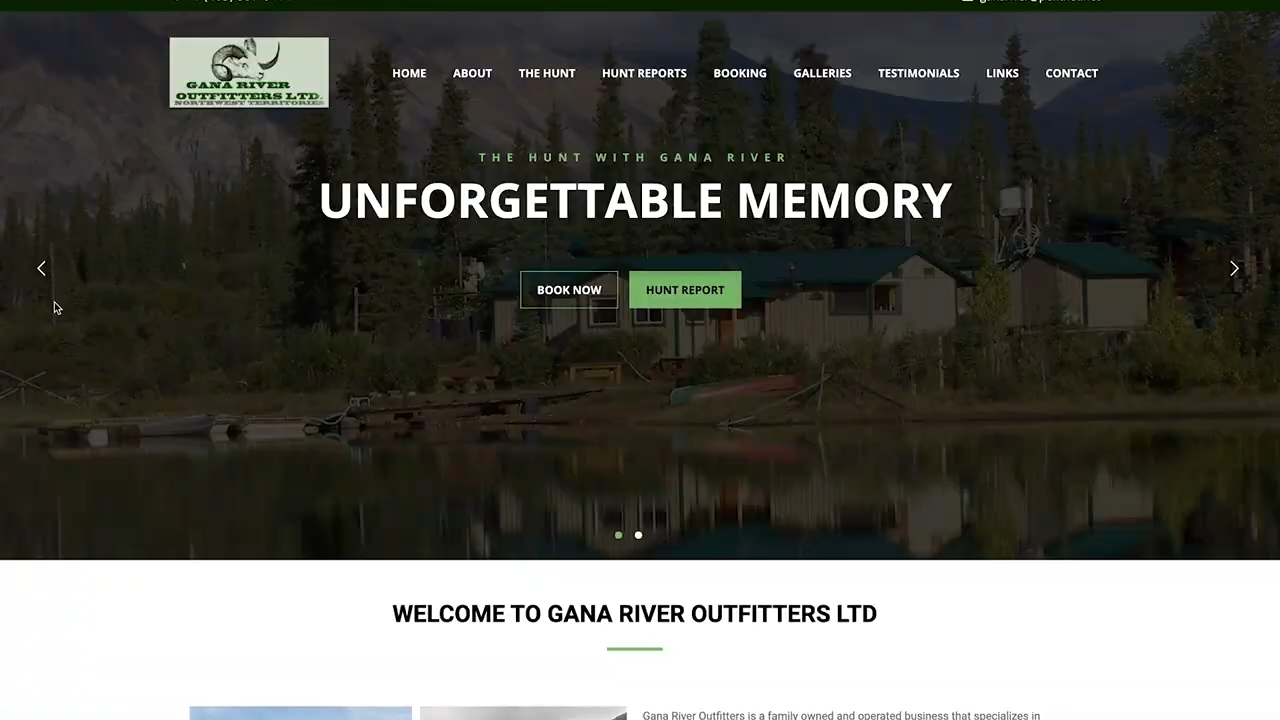 GANA RIVER
OUTFITTERS LTD.
NORTHWEST TERRITORIES
HOME ABOUT THE HUNT HUNT REPORTS BOOKING GALLERIES TESTIMONIALS LINKS CONTACT
THE HUNT WITH GANA RIVER
UNFORGETTABLE MEMORY
BOOK NOW HUNT REPORT
WELCOME TO GANA RIVER OUTFITTERS LTD
Gana River Outfitters is a family owned and operated business that specializes in